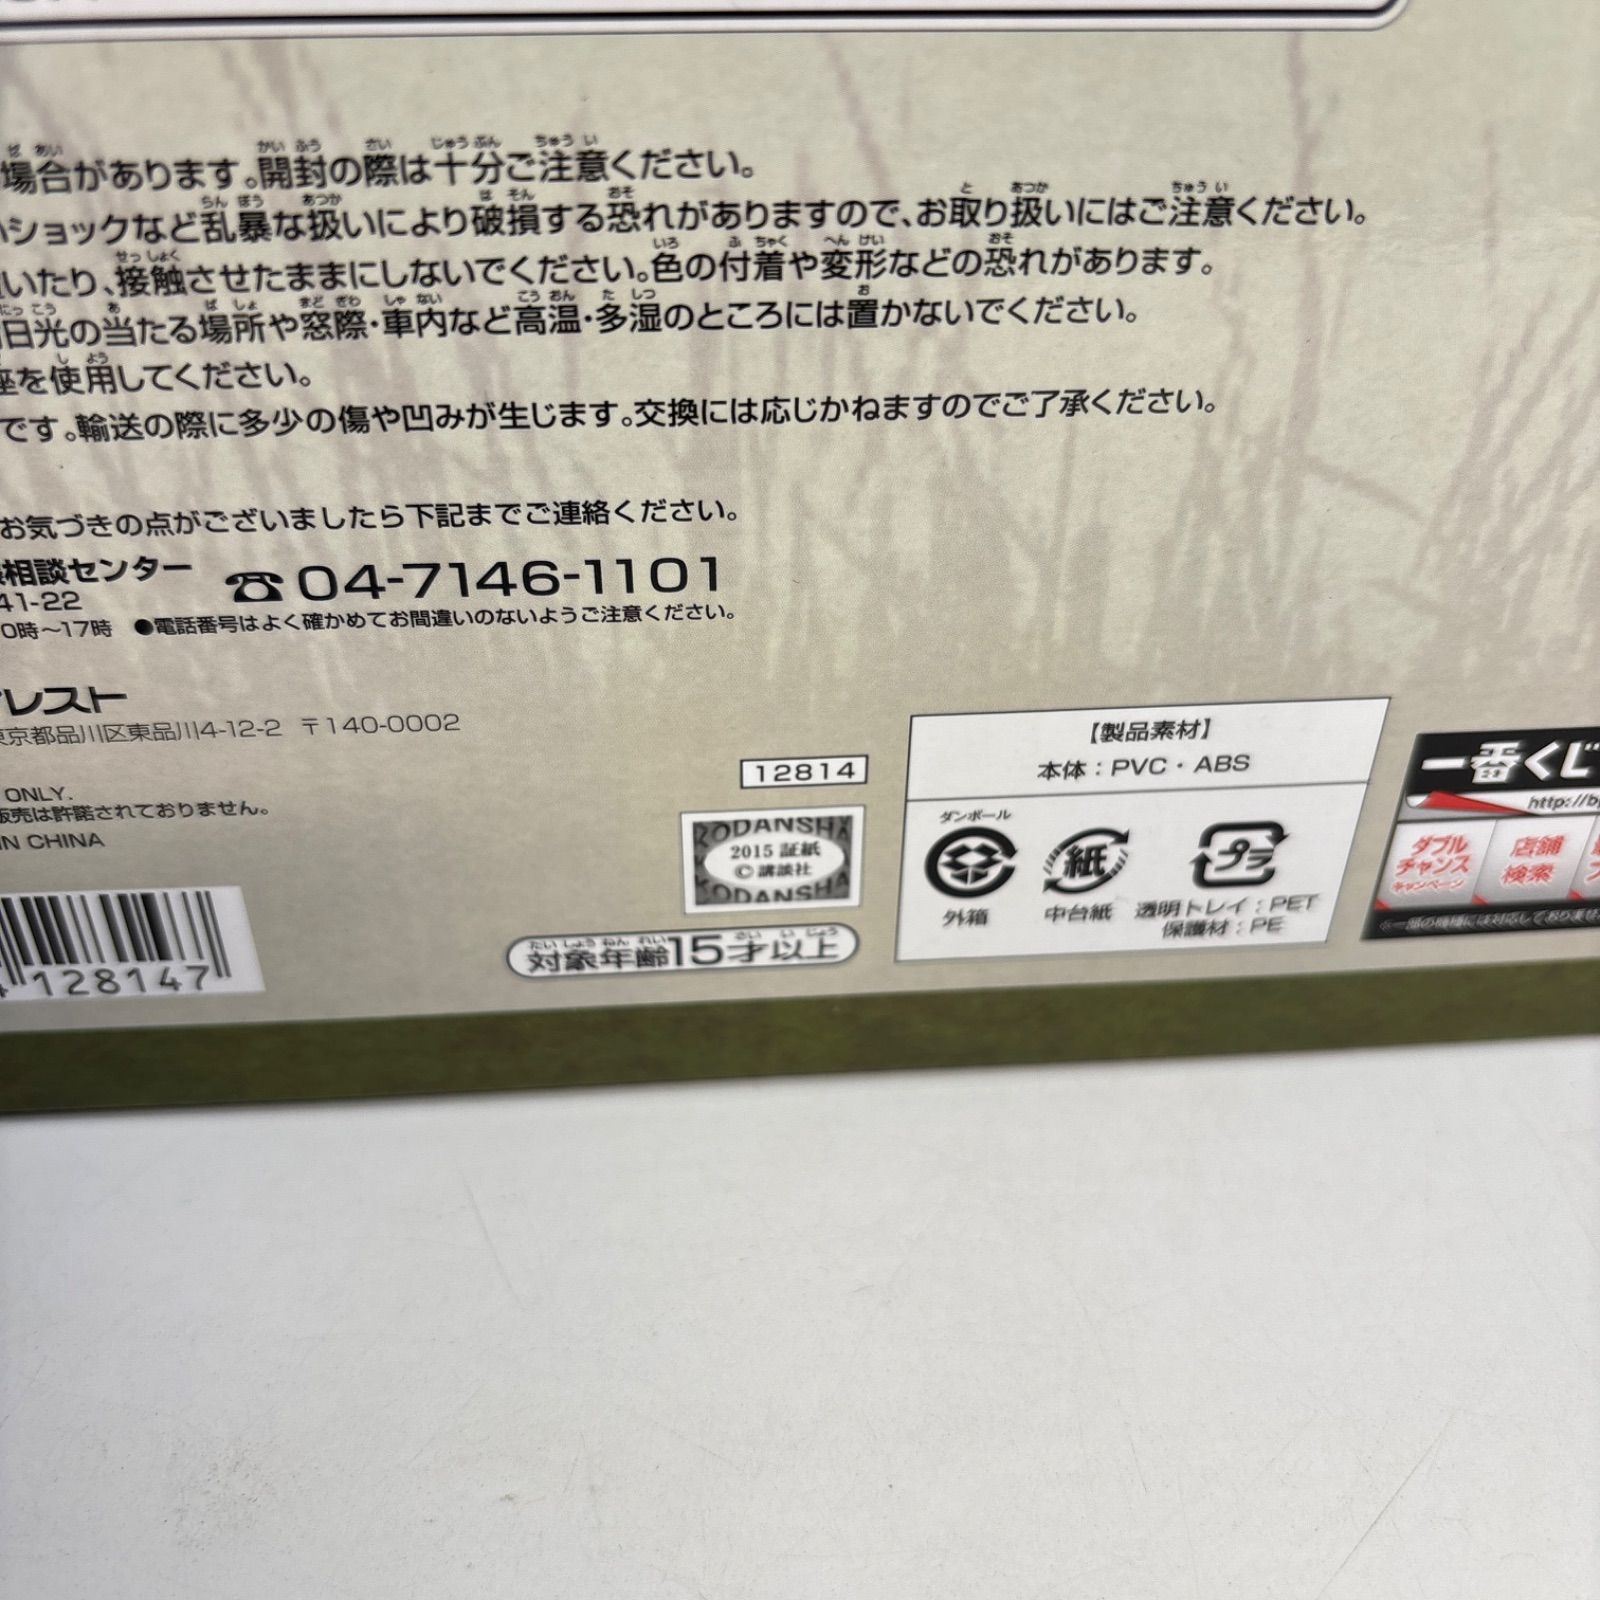 場合があります。開封の際は十分ご注意ください。
ショックなど乱暴な扱いにより破損する恐れがありますので、お取り扱いにはご注意ください。
いたり、接触させたままにしないでください。色の付着や変形などの恐れがあります。
日光の当たる場所や窓際・車内など高温・多湿のところには置かないでください。
座を使用してください。
です。輸送の際に多少の傷や凹みが生じます。交換には応じかねますのでご了承ください。
お気づきの点がございましたら下記までご連絡ください。
相談センター ☎04-7146-1101
41-22
0時～17時 ●電話番号はよく確かめてお間違いのないようご注意ください。
レスト
東京都品川区東品川4-12-2 〒140-0002
ONLY.
販売は許諾されておりません。
IN CHINA
128147
12814
KODANSHA
2015 証紙
©講談社
KODANSHA
対象年齢15才以上
【製品素材】
本体：PVC・ABS
ダンボール
外箱
紙
中台紙
プラ
透明トレイ：PET
保護材：PE
一番くじ
http://b
ダブル
チャンス
キャンペーン
店舗
検索